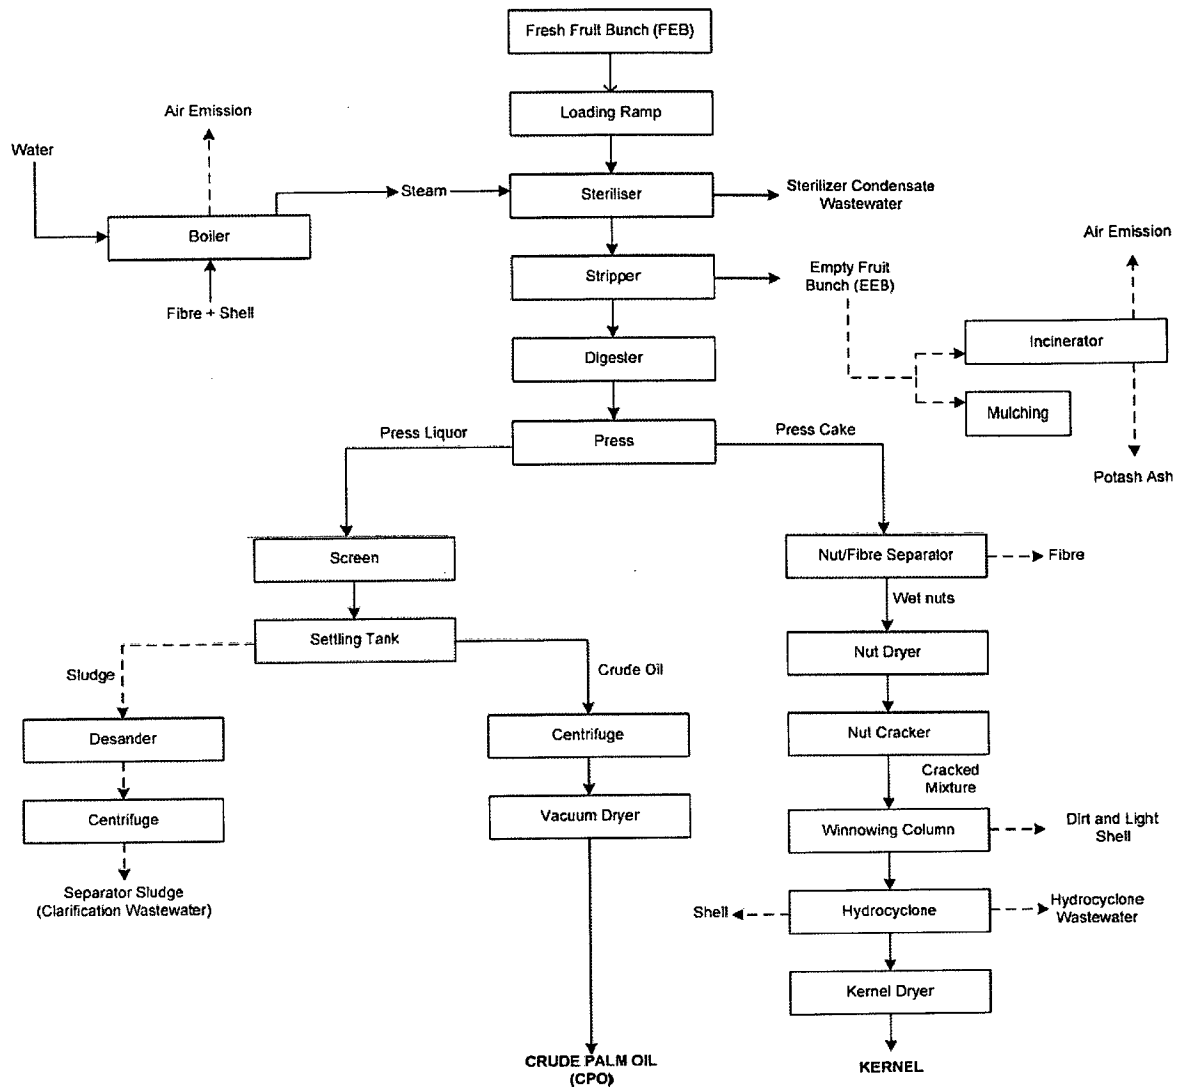 Fresh Fruit Bunch (FEB)
Air Emission
Loading Ramp
Water
Steam
Steriliser
Sterilizer Condensate
Wastewater
Boiler
Air Emission
Stripper
Empty Fruit
Bunch (EEB)
Fibre + Shell
Incinerator
Digester
Mulching
Press Liquor
Press
Press Cake
Potash Ash
Screen
Nut/Fibre Separator
Fibre
Wet nuts
Settling Tank
Nut Dryer
Sludge
Crude Oil
Desander
Centrifuge
Nut Cracker
Cracked
Mixture
Centrifuge
Vacuum Dryer
Winnowing Column
Dirt and Light
Shell
Separator Sludge
(Clarification Wastewater)
Shell
Hydrocyclone
Hydrocyclone
Wastewater
Kernel Dryer
CRUDE PALM OIL
(CPO)
KERNEL